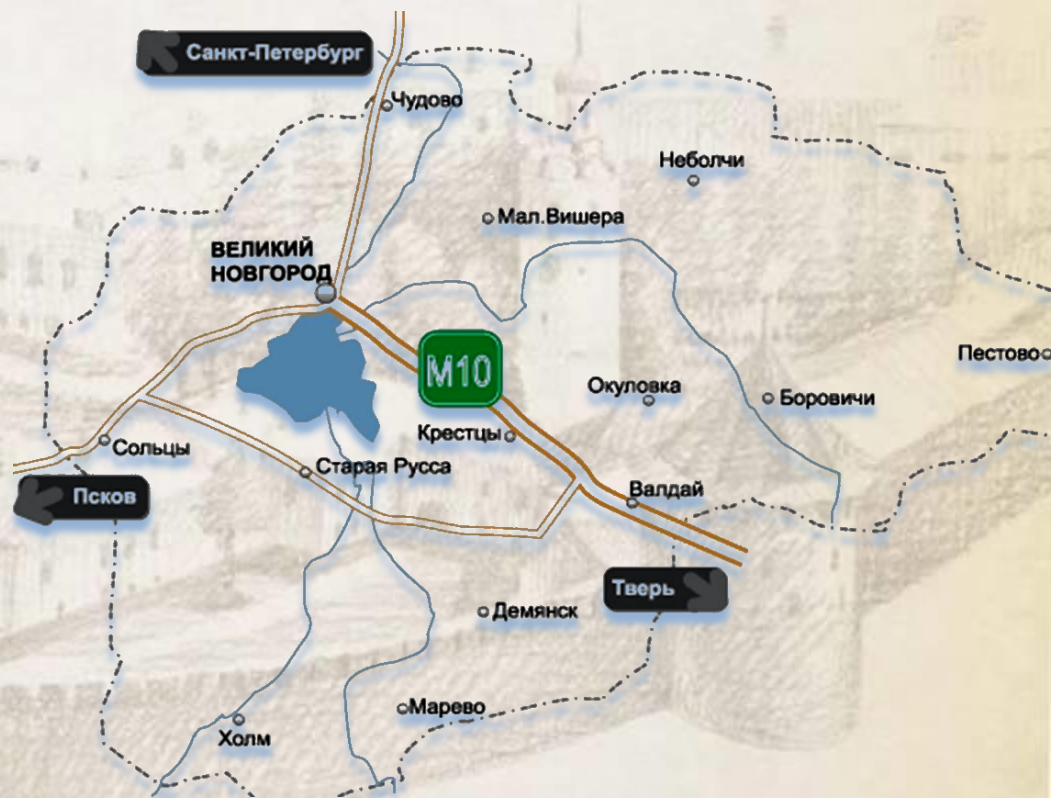 Санкт-Петербург
Чудово
Неболчи
Мал.Вишера
ВЕЛИКИЙ
НОВГОРОД
М10
Пестово
Окуловка
Боровичи
Крестцы
Сольцы
Старая Русса
Псков
Валдай
Тверь
Демянск
Марево
Холм